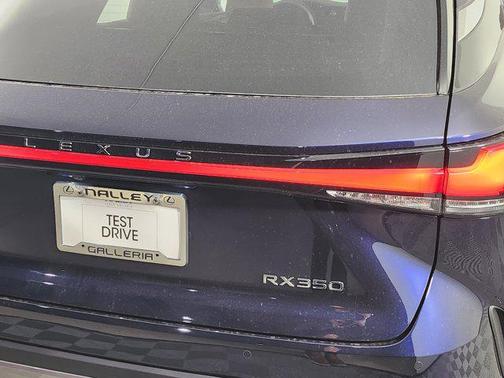 LEXUS
NALLEY
TEST
DRIVE
GALLERIA
RX350